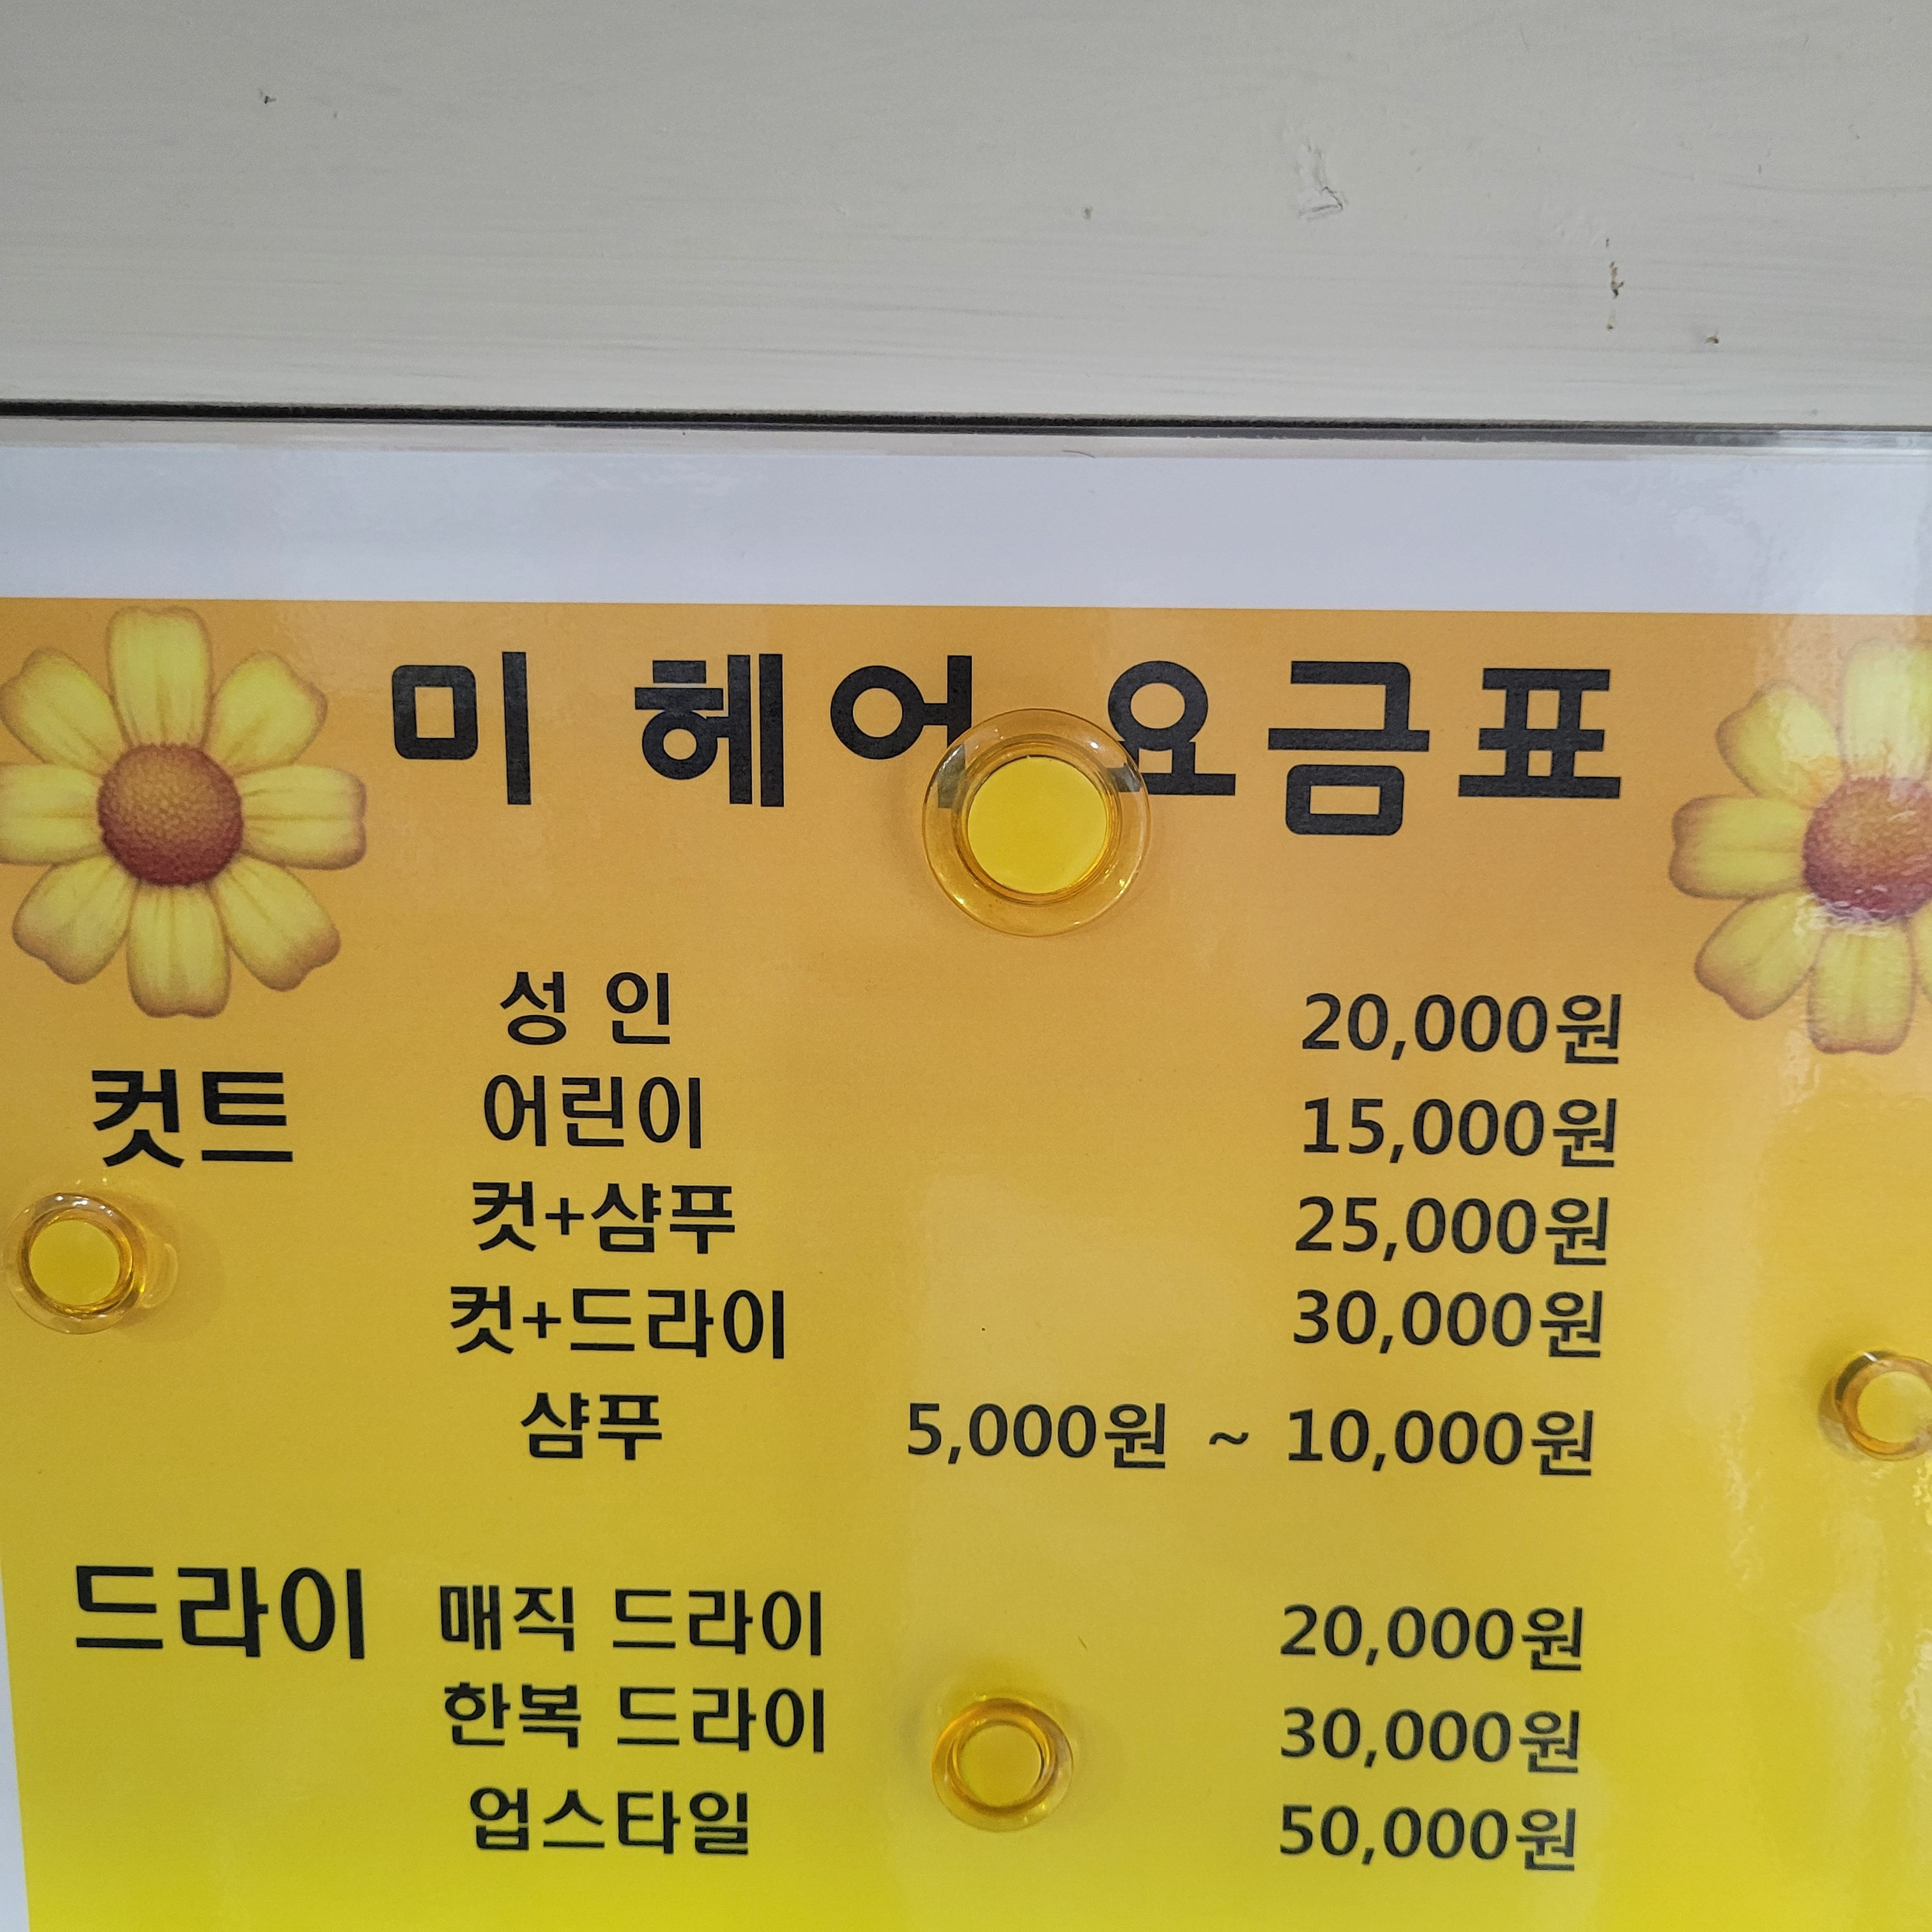 미 헤어 요금표
성 인 20,000원
컷트
어린이 15,000원
컷+샴푸 25,000원
컷+드라이 30,000원
샴푸 5,000원 ~ 10,000원
드라이 매직 드라이 20,000원
한복 드라이 30,000원
업스타일 50,000원